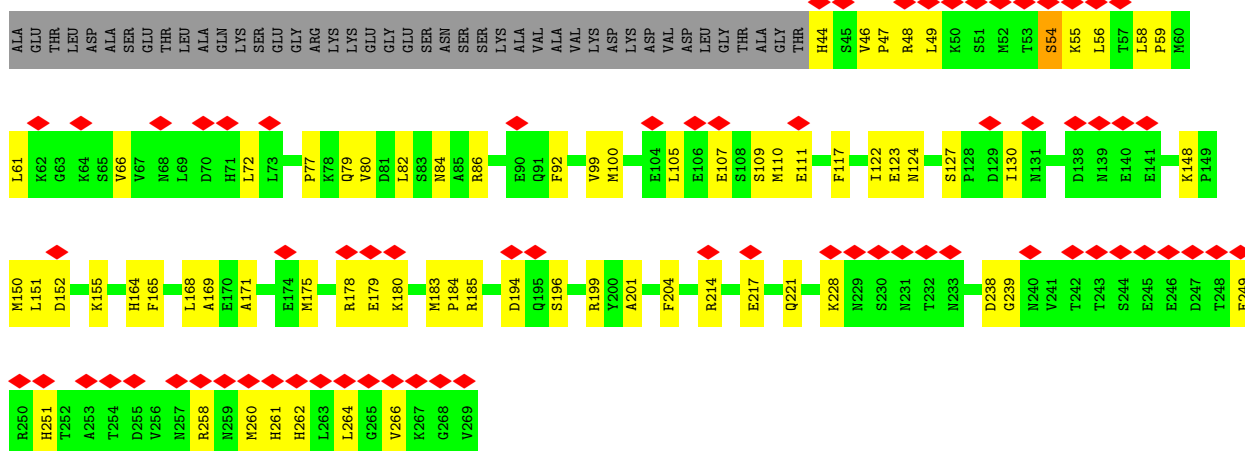 ALA GLU THR LEU ASP ALA SER GLU THR LEU ALA GLN LYS SER GLU GLY ARG LYS LYS GLU GLY GLU SER ASN SER SER LYS ALA VAL ALA VAL LYS ASP LYS ASP VAL ASP LEU GLY THR ALA GLY THR H44 S45 V46 P47 R48 L49 K50 S51 M52 T53 S54 K55 L56 T57 L58 P59 M60
L61 K62 G63 K64 S65 V66 V67 N68 L69 D70 H71 L72 L73 P77 K78 Q79 V80 D81 L82 S83 N84 A85 R86 E90 Q91 F92 V99 M100 E104 L105 E106 E107 S108 S109 M110 E111 F117 I122 E123 N124 S127 P128 D129 I130 N131 D138 N139 E140 E141 K148 P149
M150 L151 D152 K155 H164 F165 L168 A169 E170 A171 E174 M175 R178 E179 K180 M183 P184 R185 D194 Q195 S196 R199 Y200 A201 F204 R214 E217 Q221 K228 N229 S230 N231 T232 N233 D238 G239 N240 V241 T242 T243 S244 E245 E246 D247 T248
R250 H251 T252 A253 T254 D255 V256 N257 R258 N259 M260 H261 H262 L263 L264 G265 V266 K267 G268 V269